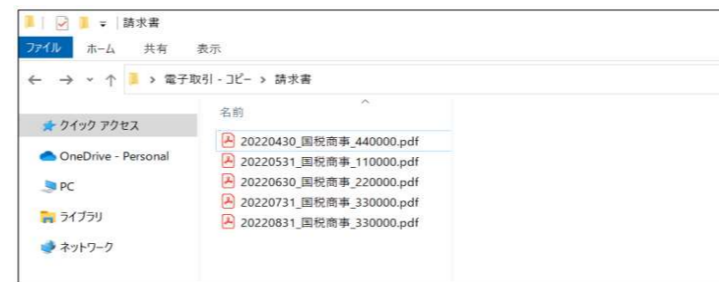 請求書
ファイル ホーム 共有 表示
電子取引 - コピー > 請求書
名前
クイック アクセス
20220430_国税商事_440000.pdf
OneDrive - Personal
20220531_国税商事_110000.pdf
20220630_国税商事_220000.pdf
PC
20220731_国税商事_330000.pdf
ライブラリ
20220831_国税商事_330000.pdf
ネットワーク